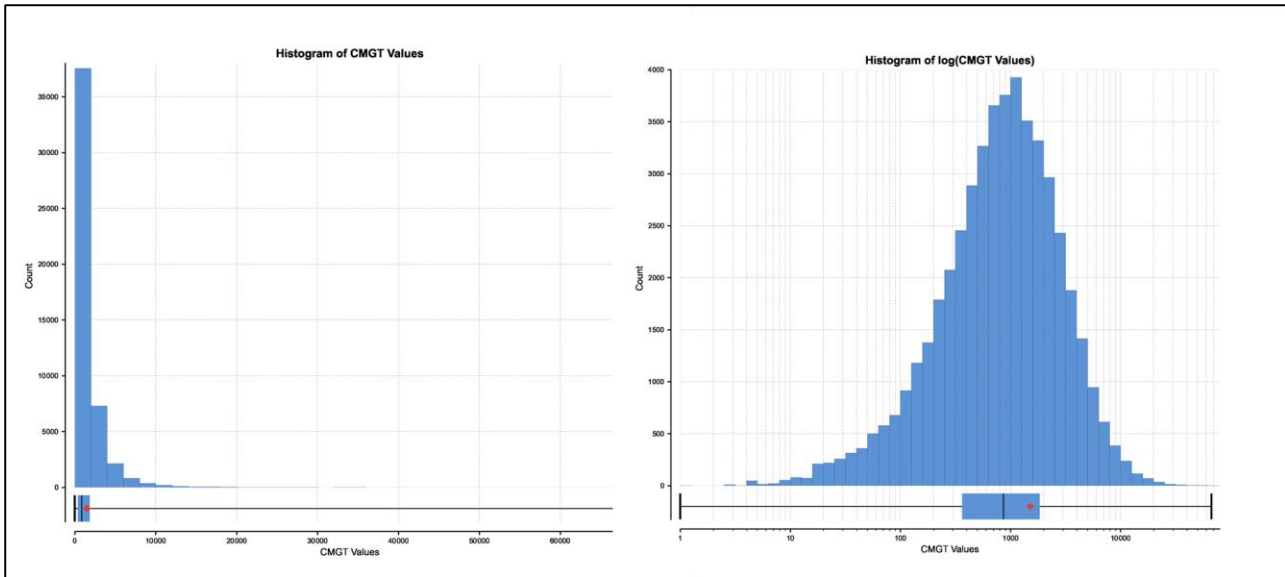 Histogram of CMGT Values
35000
30000
25000
20000
15000
10000
5000
0
Count
0 10000 20000 30000 40000 50000 60000
CMGT Values
Histogram of log(CMGT Values)
4000
3500
3000
2500
2000
1500
1000
500
0
Count
1 10 100 1000 10000
CMGT Values